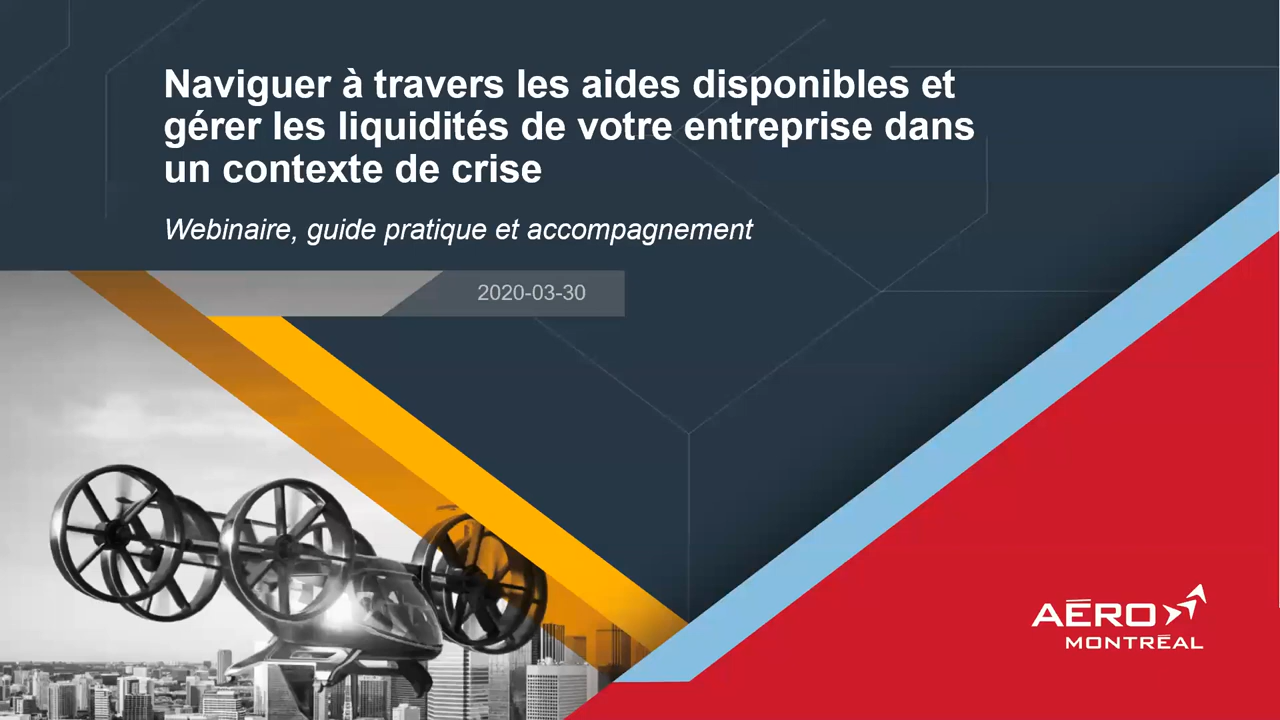 Naviguer à travers les aides disponibles et
gérer les liquidités de votre entreprise dans
un contexte de crise
Webinaire, guide pratique et accompagnement
2020-03-30
AÉRO
MONTRÉAL